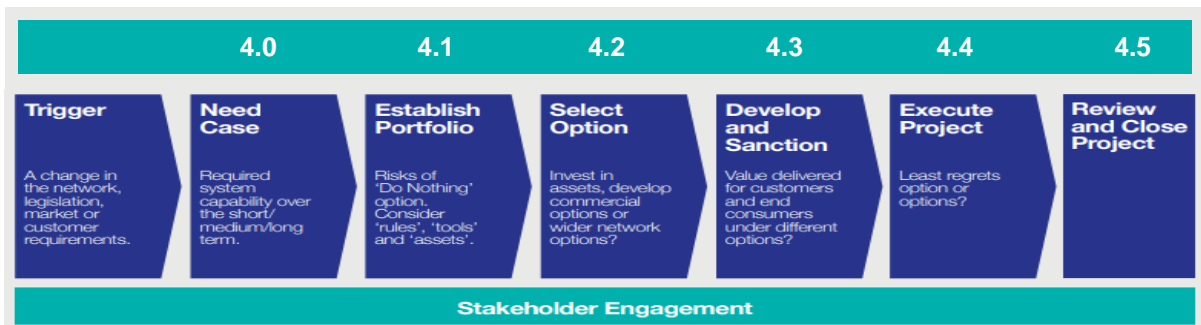 4.0 4.1 4.2 4.3 4.4 4.5
Trigger
A change in
the network,
legislation,
market or
customer
requirements.
Need
Case
Required
system
capability over
the short/
medium/long
term.
Establish
Portfolio
Risks of
‘Do Nothing’
option.
Consider
‘rules’, ‘tools’
and ‘assets’.
Select
Option
Invest in
assets, develop
commercial
options or
wider network
options?
Develop
and
Sanction
Value delivered
for customers
and end
consumers
under different
options?
Execute
Project
Least regrets
option or
options?
Review
and Close
Project
Stakeholder Engagement